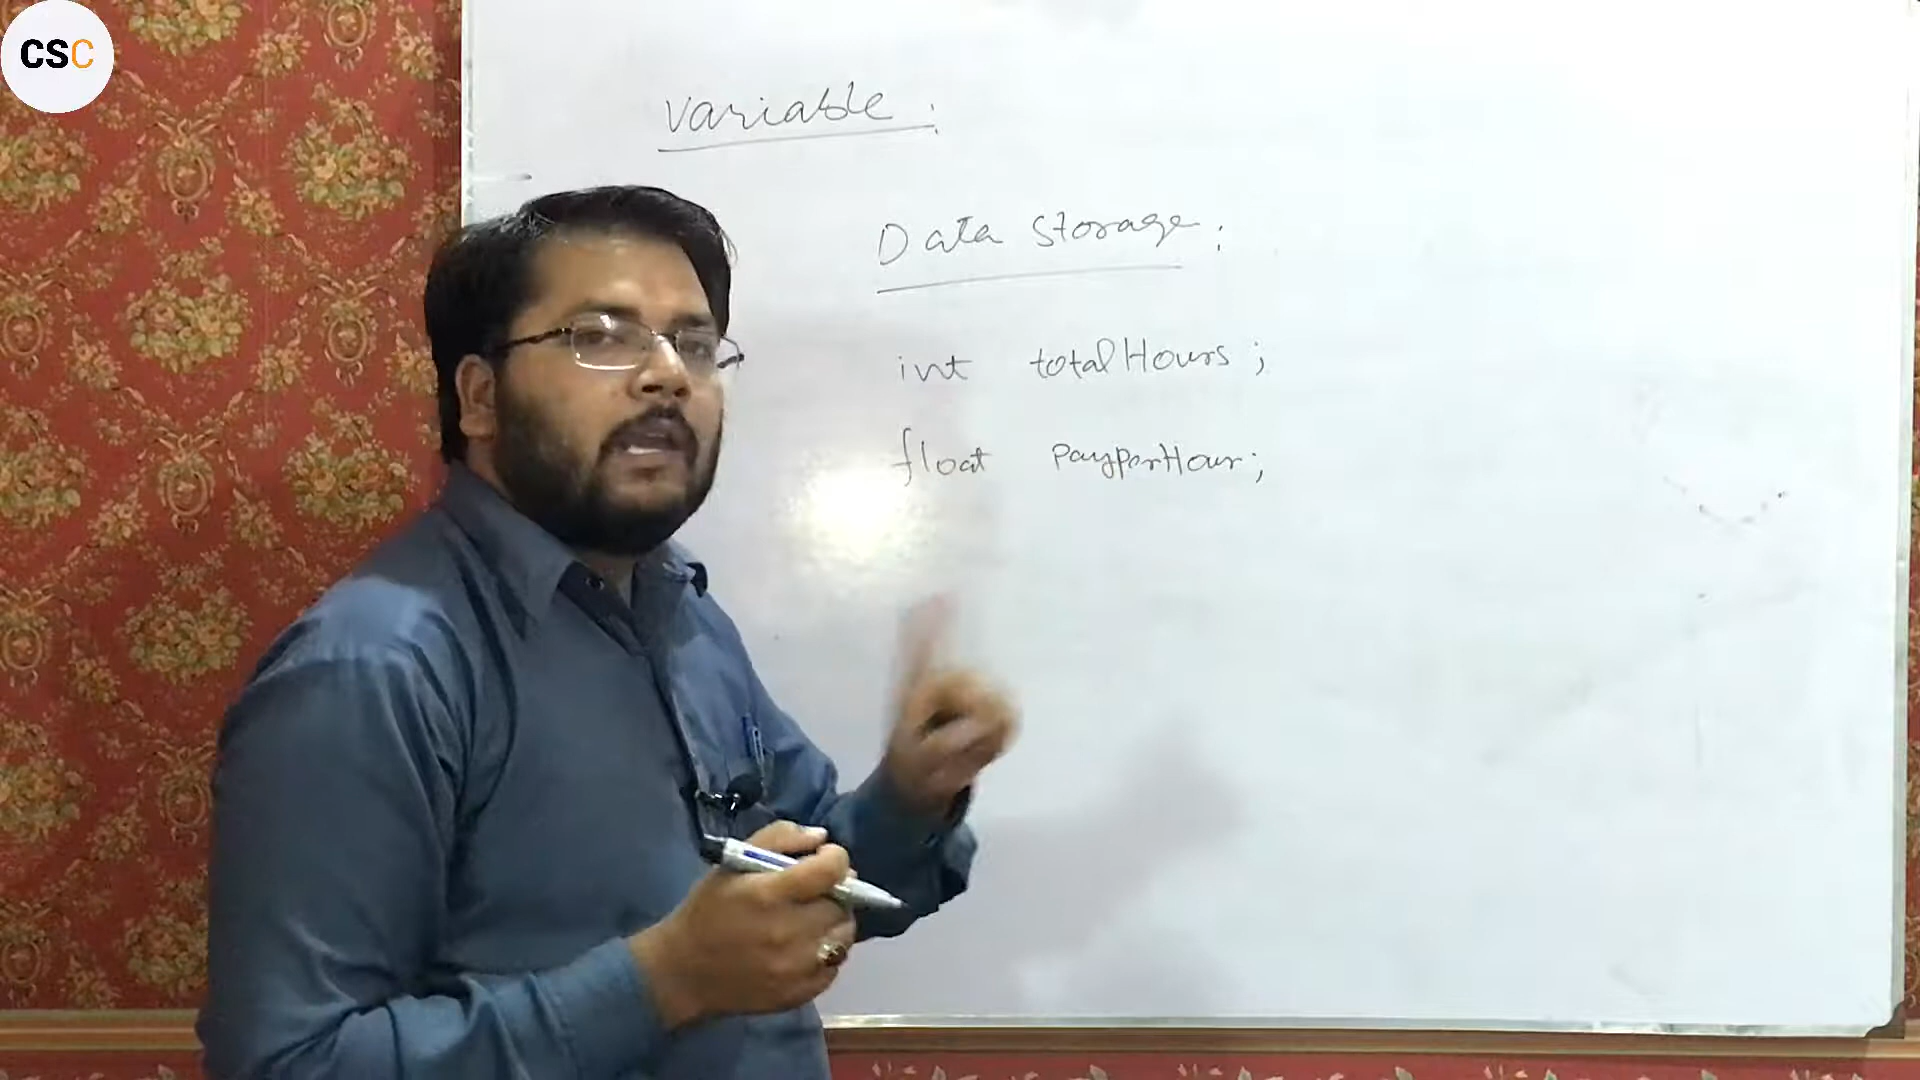 CSC
variable :
Data storage :
int totalHours ;
float payperHour ;